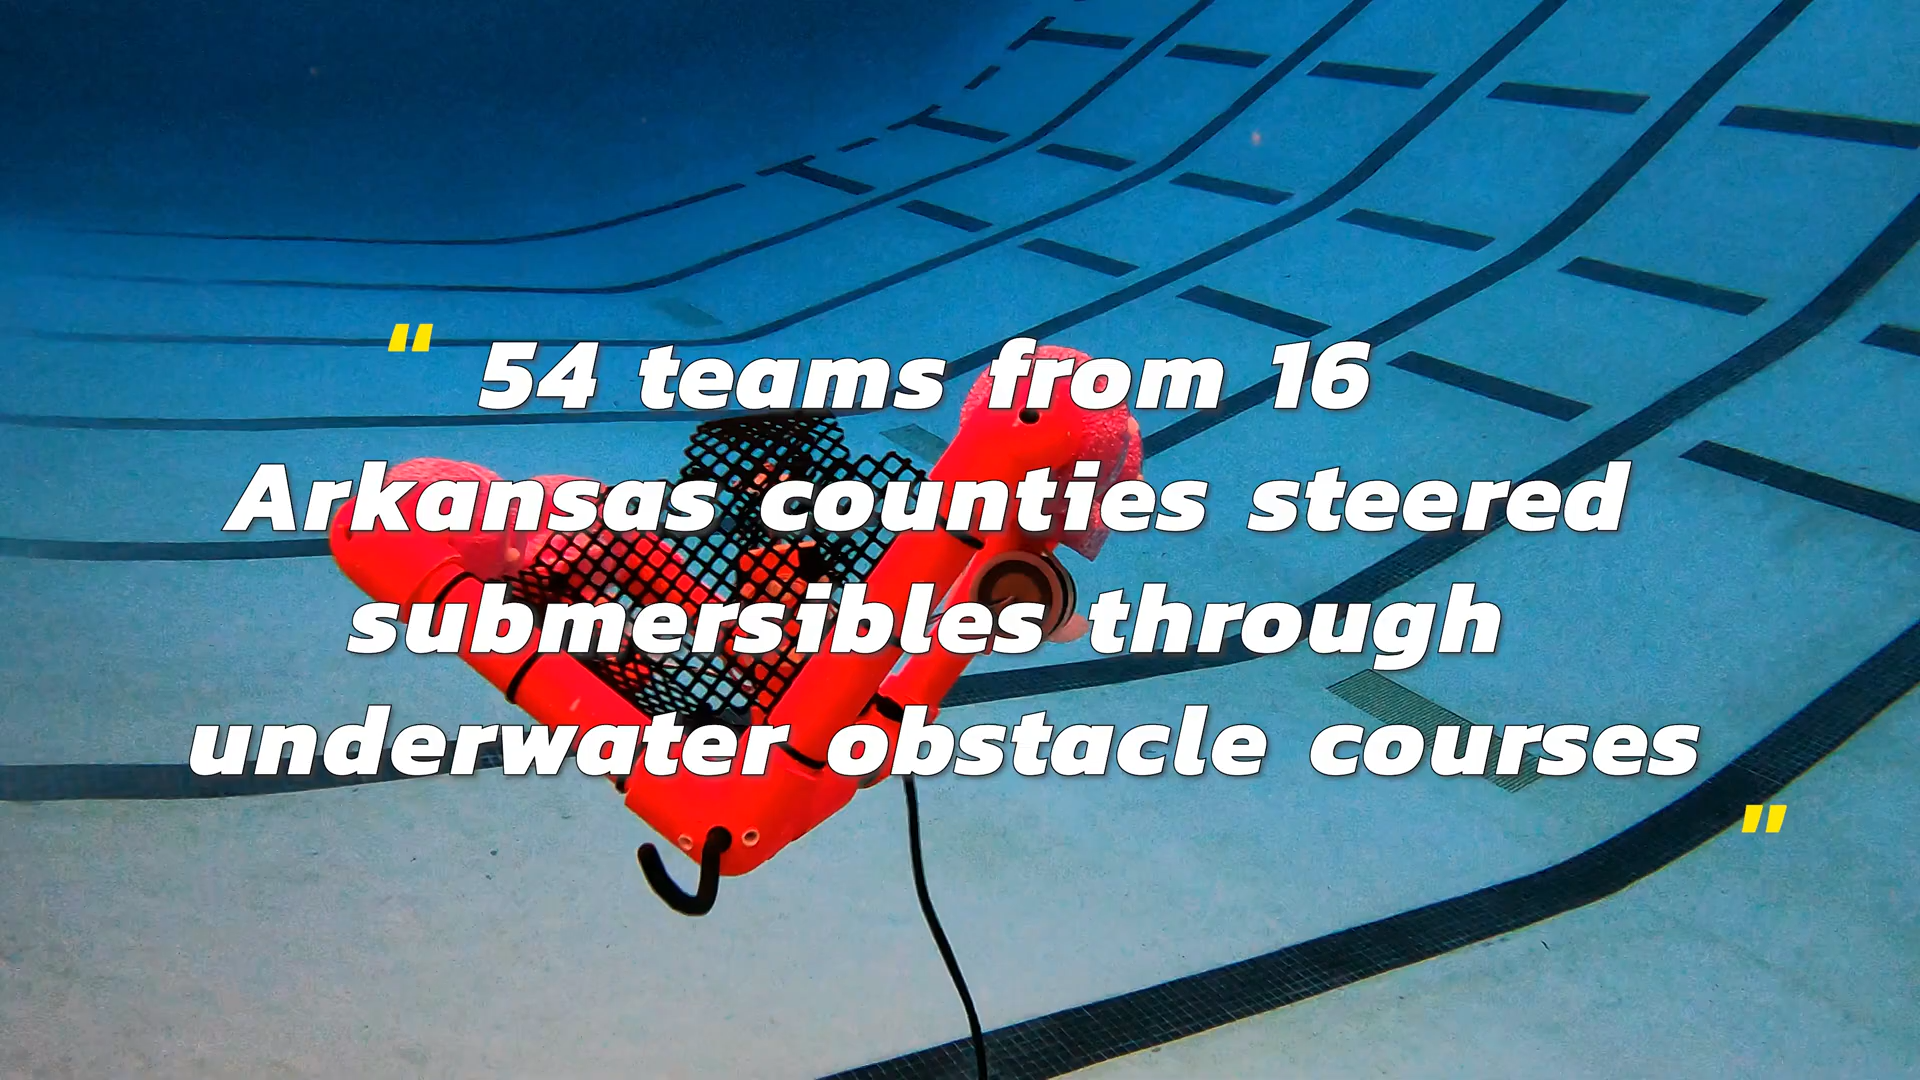 " 54 teams from 16
Arkansas counties steered
submersibles through
underwater obstacle courses
"